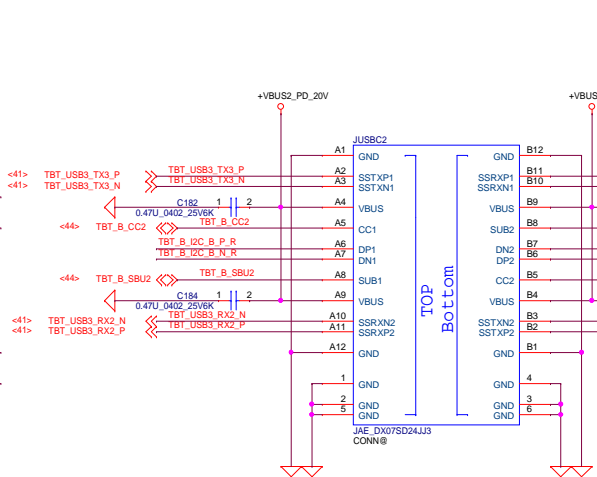 +VBUS2_PD_20V
+VBUS
JUSBC2
<41> TBT_USB3_TX3_P TBT_USB3_TX3_P A2 SSTXP1
<41> TBT_USB3_TX3_N TBT_USB3_TX3_N A3 SSTXN1
A1 GND
C182 1 2 A4 VBUS
0.47U_0402_25V6K
<44> TBT_B_CC2 TBT_B_CC2 A5 CC1
TBT_B_I2C_B_P_R A6 DP1
TBT_B_I2C_B_N_R A7 DN1
<44> TBT_B_SBU2 TBT_B_SBU2 A8 SUB1
C184 1 2 A9 VBUS
0.47U_0402_25V6K
<41> TBT_USB3_RX2_N TBT_USB3_RX2_N A10 SSRXN2
<41> TBT_USB3_RX2_P TBT_USB3_RX2_P A11 SSRXP2
A12 GND
1 GND
2 GND
5 GND
TOP
Bottom
GND B12
SSRXP1 B11
SSRXN1 B10
VBUS B9
SUB2 B8
DN2 B7
DP2 B6
CC2 B5
VBUS B4
SSTXN2 B3
SSTXP2 B2
GND B1
GND 4
GND 3
GND 6
JAE_DX07SD24JJ3
CONN@